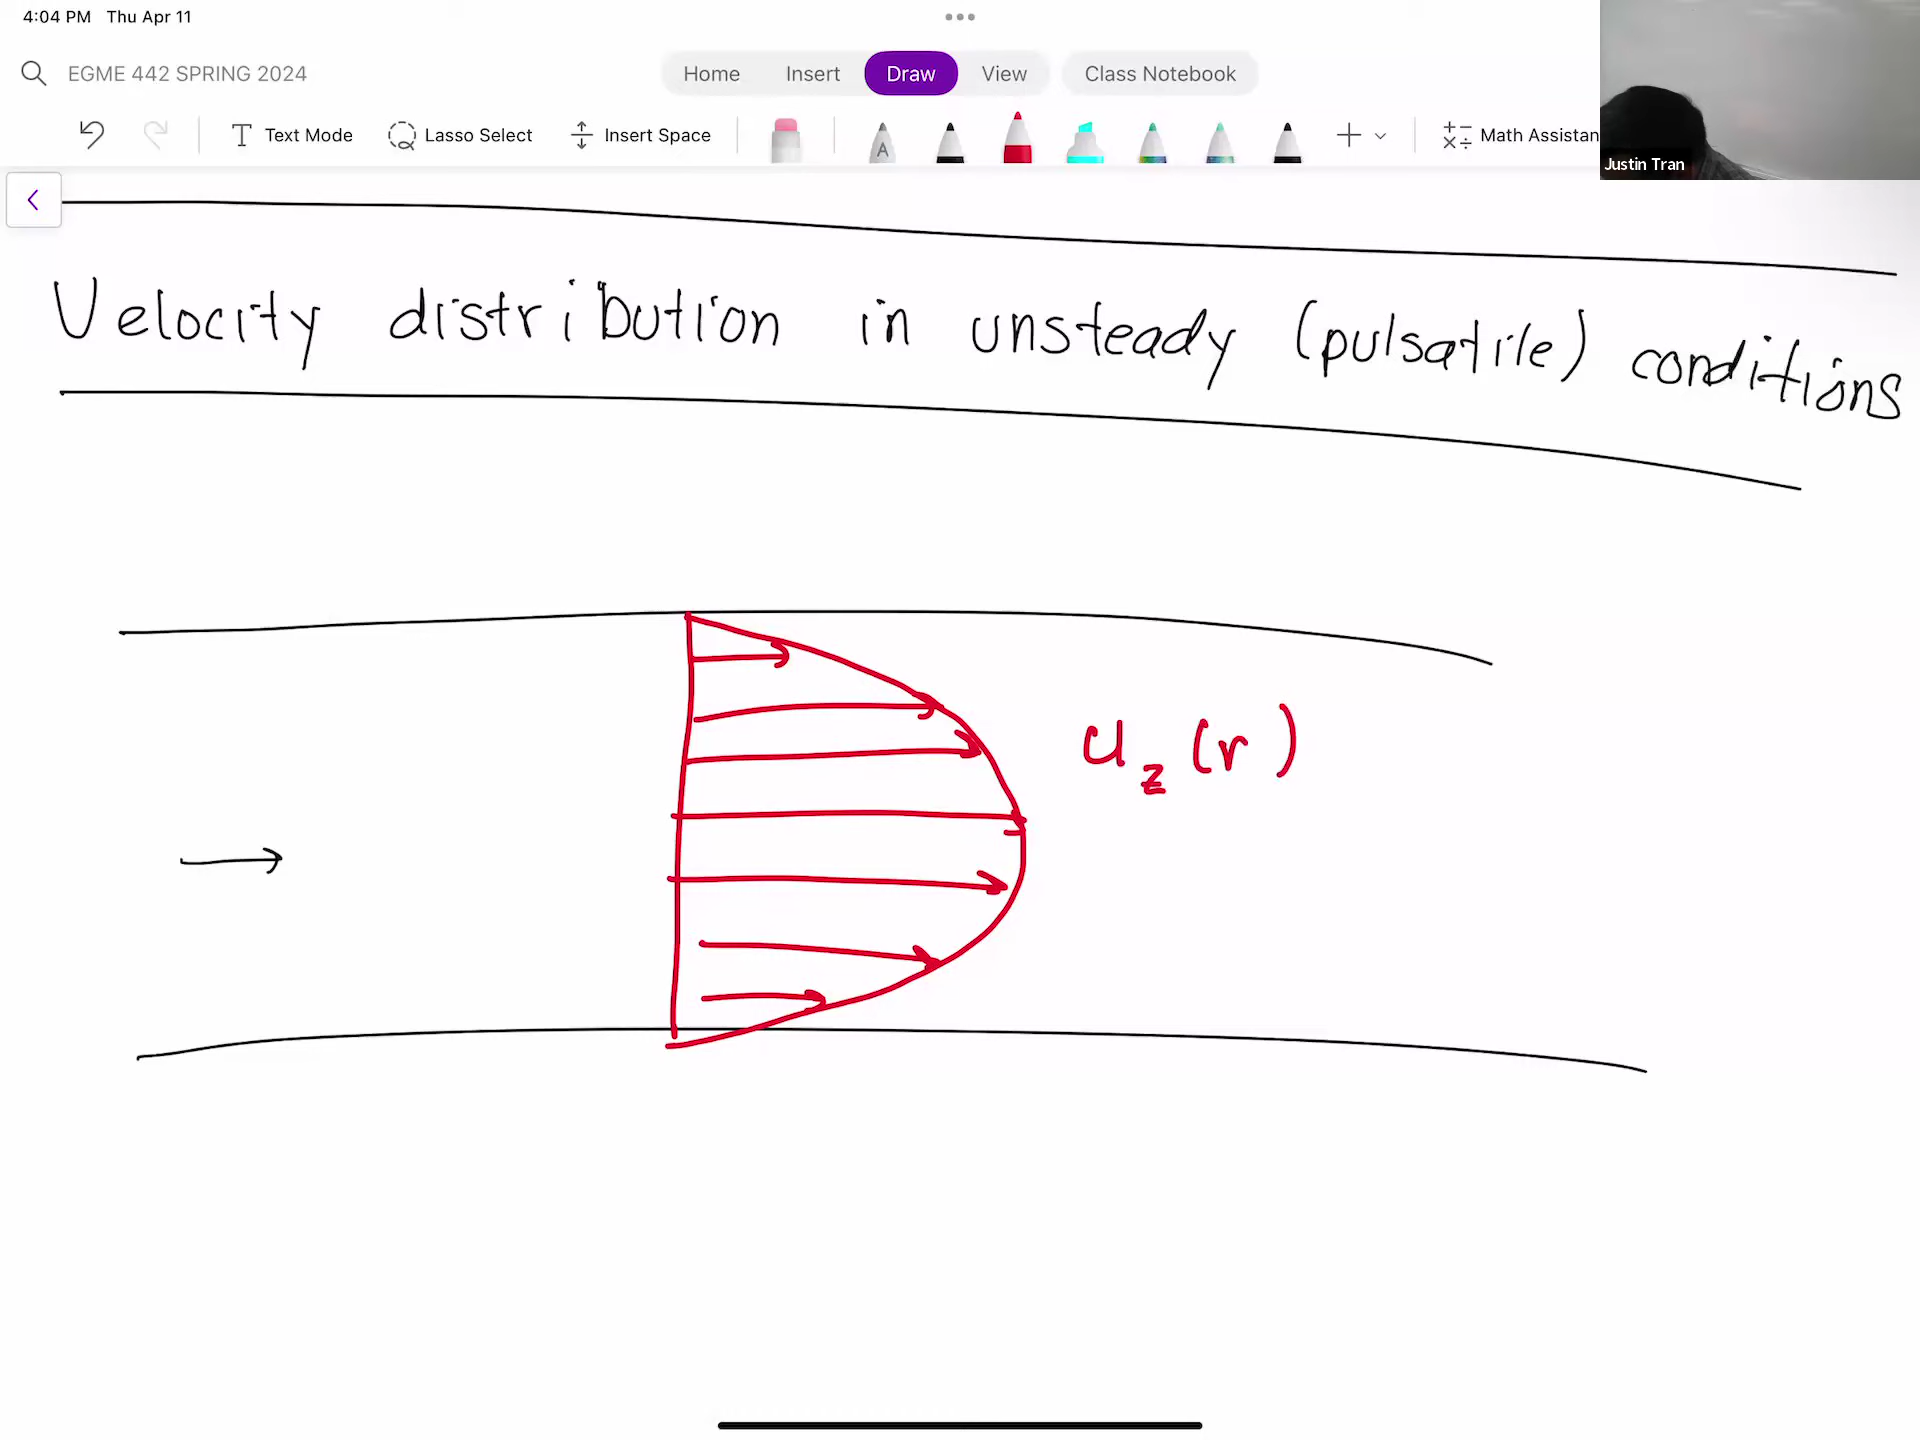 4:04 PM Thu Apr 11
EGME 442 SPRING 2024
Home Insert Draw View Class Notebook
Text Mode Lasso Select Insert Space A Math Assistan
Justin Tran
Velocity distribution in unsteady (pulsatile) conditions
u_z (r)